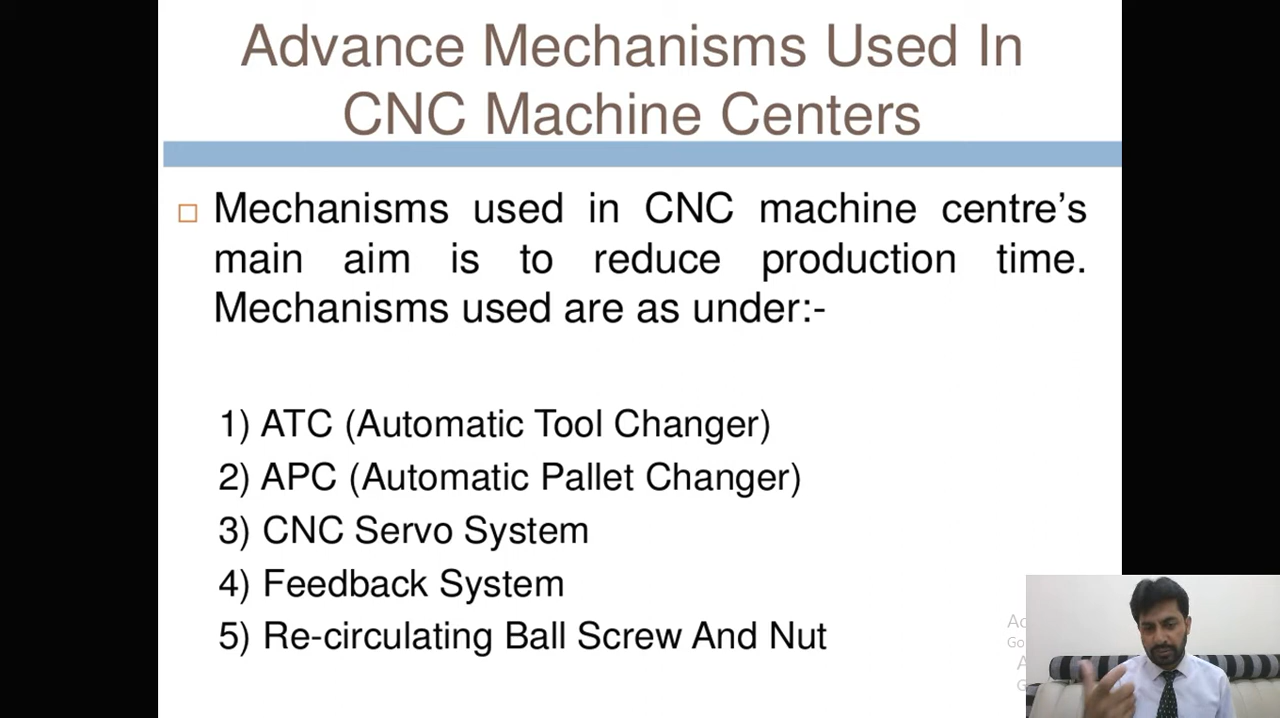 Advance Mechanisms Used In
CNC Machine Centers
Mechanisms used in CNC machine centre's
main aim is to reduce production time.
Mechanisms used are as under:-
1) ATC (Automatic Tool Changer)
2) APC (Automatic Pallet Changer)
3) CNC Servo System
4) Feedback System
5) Re-circulating Ball Screw And Nut